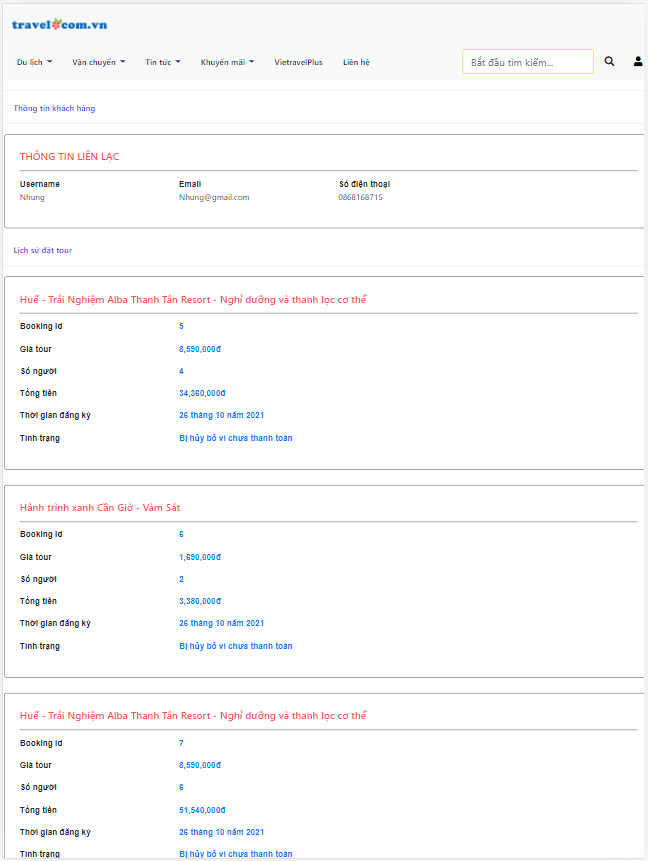 travel com.vn
Du lịch Vận chuyển Tin tức Khuyến mãi VietravelPlus Liên hệ Bắt đầu tìm kiếm...
Thông tin khách hàng
THÔNG TIN LIÊN LẠC
Username Email Số điện thoại
Nhung Nhung@gmail.com 0868168715
Lịch sử đặt tour
Huế - Trải Nghiệm Alba Thanh Tân Resort - Nghỉ dưỡng và thanh lọc cơ thể
Booking Id 5
Giá tour 8,590,000đ
Số người 4
Tổng tiền 34,360,000đ
Thời gian đăng ký 26 tháng 10 năm 2021
Tình trạng Bị hủy bỏ vì chưa thanh toán
Hành trình xanh Cần Giờ - Vàm Sát
Booking Id 6
Giá tour 1,690,000đ
Số người 2
Tổng tiền 3,380,000đ
Thời gian đăng ký 26 tháng 10 năm 2021
Tình trạng Bị hủy bỏ vì chưa thanh toán
Huế - Trải Nghiệm Alba Thanh Tân Resort - Nghỉ dưỡng và thanh lọc cơ thể
Booking Id 7
Giá tour 8,590,000đ
Số người 6
Tổng tiền 51,540,000đ
Thời gian đăng ký 26 tháng 10 năm 2021
Tình trạng Bị hủy bỏ vì chưa thanh toán